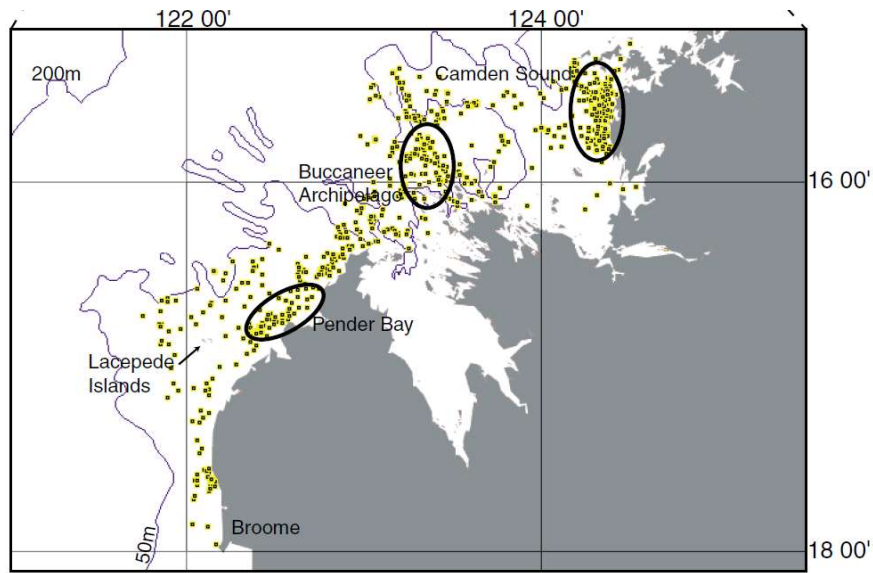 122 00'
124 00'
200m
Camden Sound
Buccaneer
Archipelago
16 00'
Pender Bay
Lacepede
Islands
Broome
50m
18 00'